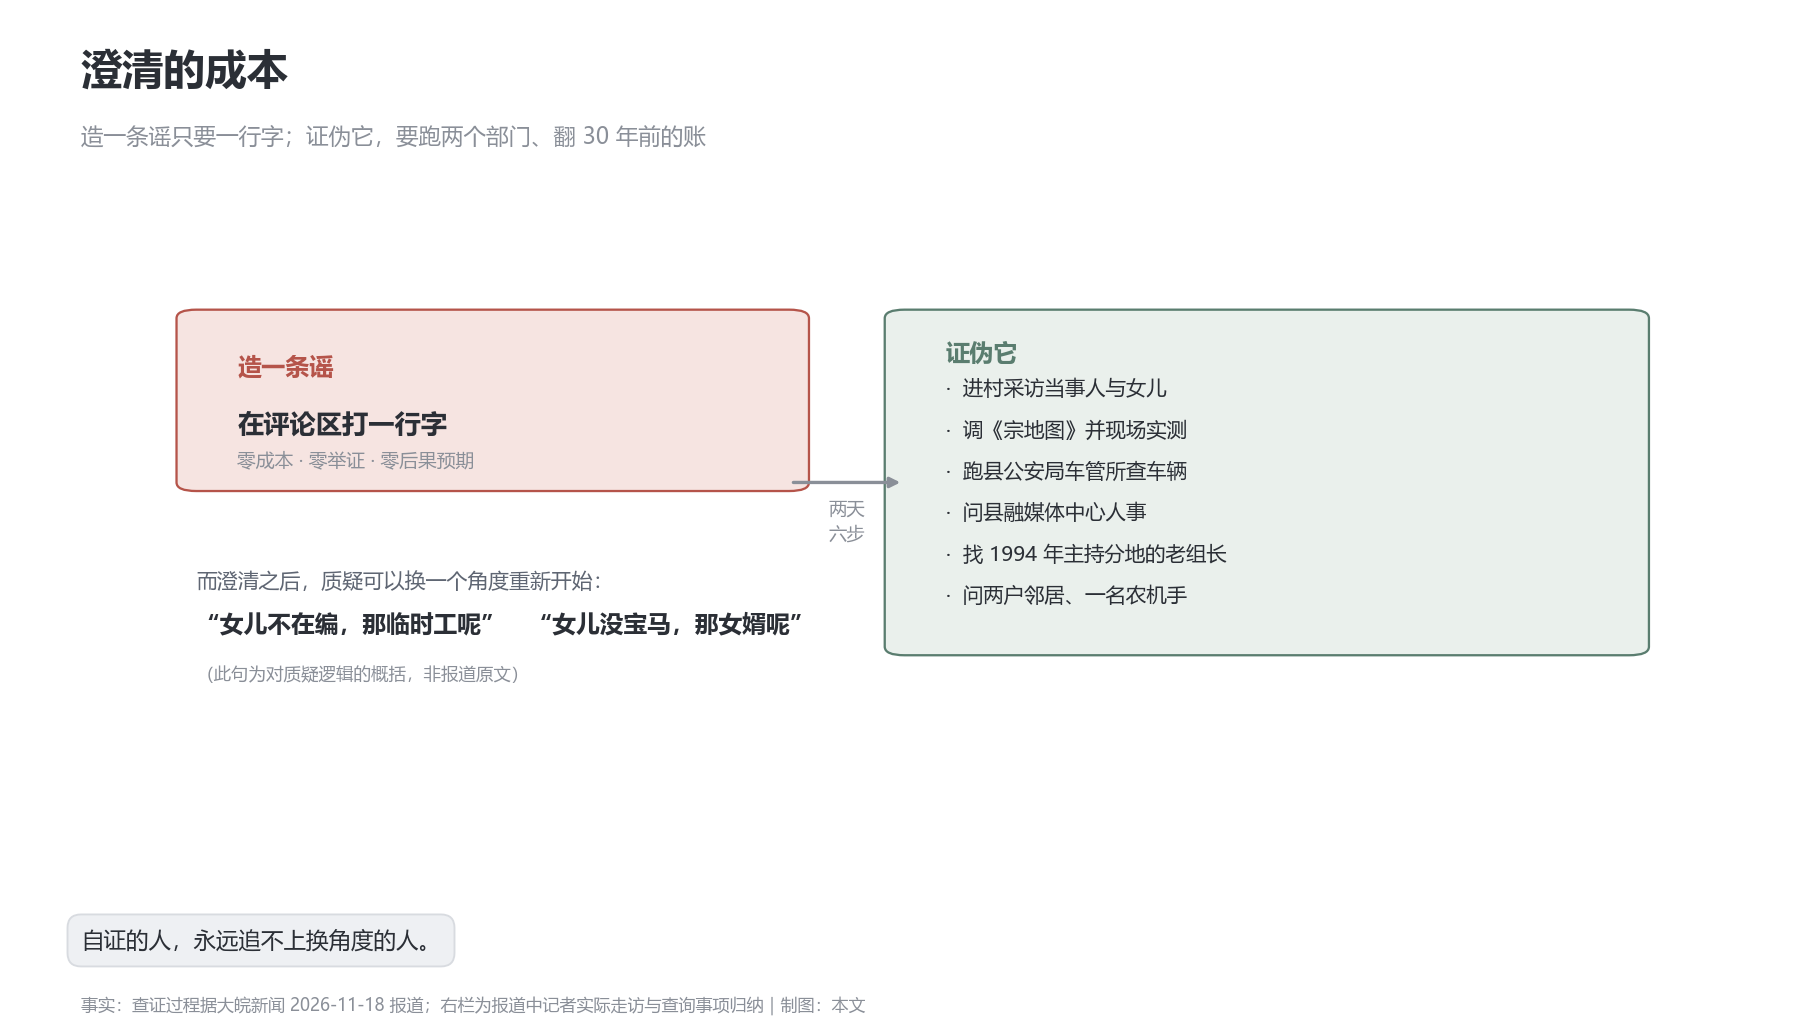 澄清的成本
造一条谣只要一行字；证伪它，要跑两个部门、翻 30 年前的账
造一条谣
在评论区打一行字
零成本 · 零举证 · 零后果预期
两天
六步
证伪它
· 进村采访当事人与女儿
· 调《宗地图》并现场实测
· 跑县公安局车管所查车辆
· 问县融媒体中心人事
· 找 1994 年主持分地的老组长
· 问两户邻居、一名农机手
而澄清之后，质疑可以换一个角度重新开始：
“女儿不在编，那临时工呢” “女儿没宝马，那女婿呢”
（此句为对质疑逻辑的概括，非报道原文）
自证的人，永远追不上换角度的人。
事实：查证过程据大皖新闻 2026-11-18 报道；右栏为报道中记者实际走访与查询事项归纳 | 制图：本文